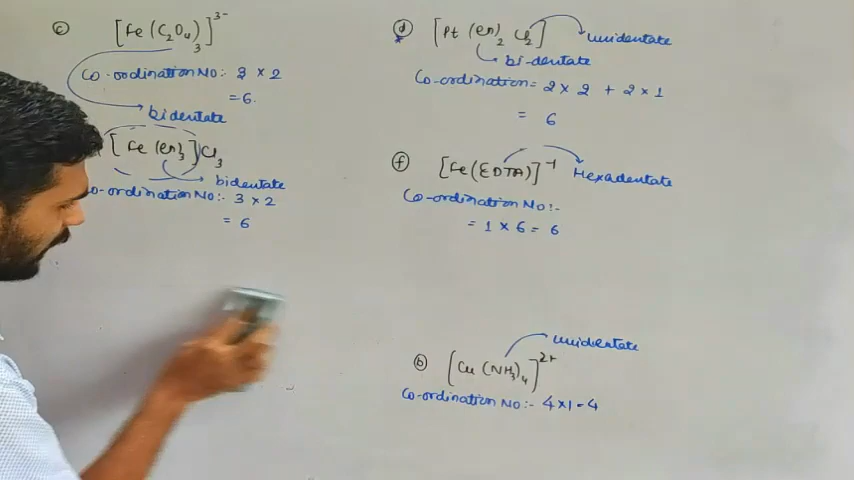 (c) [Fe(C₂O₄)₃]³⁻
Co-ordination No:- 3 × 2
= 6.
bidentate
[Fe(en)₃]Cl₃
bidentate
Co-ordination No:- 3 × 2
= 6
(d) [Pt (en)₂ Cl₂]
unidentate
bi-dentate
Co-ordination = 2 × 2 + 2 × 1
= 6
(f) [Fe(EDTA)]⁻¹
Hexadentate
Co-ordination No:-
= 1 × 6 = 6
unidentate
(b) [Cu (NH₃)₄]²⁺
Co-ordination No:- 4×1=4